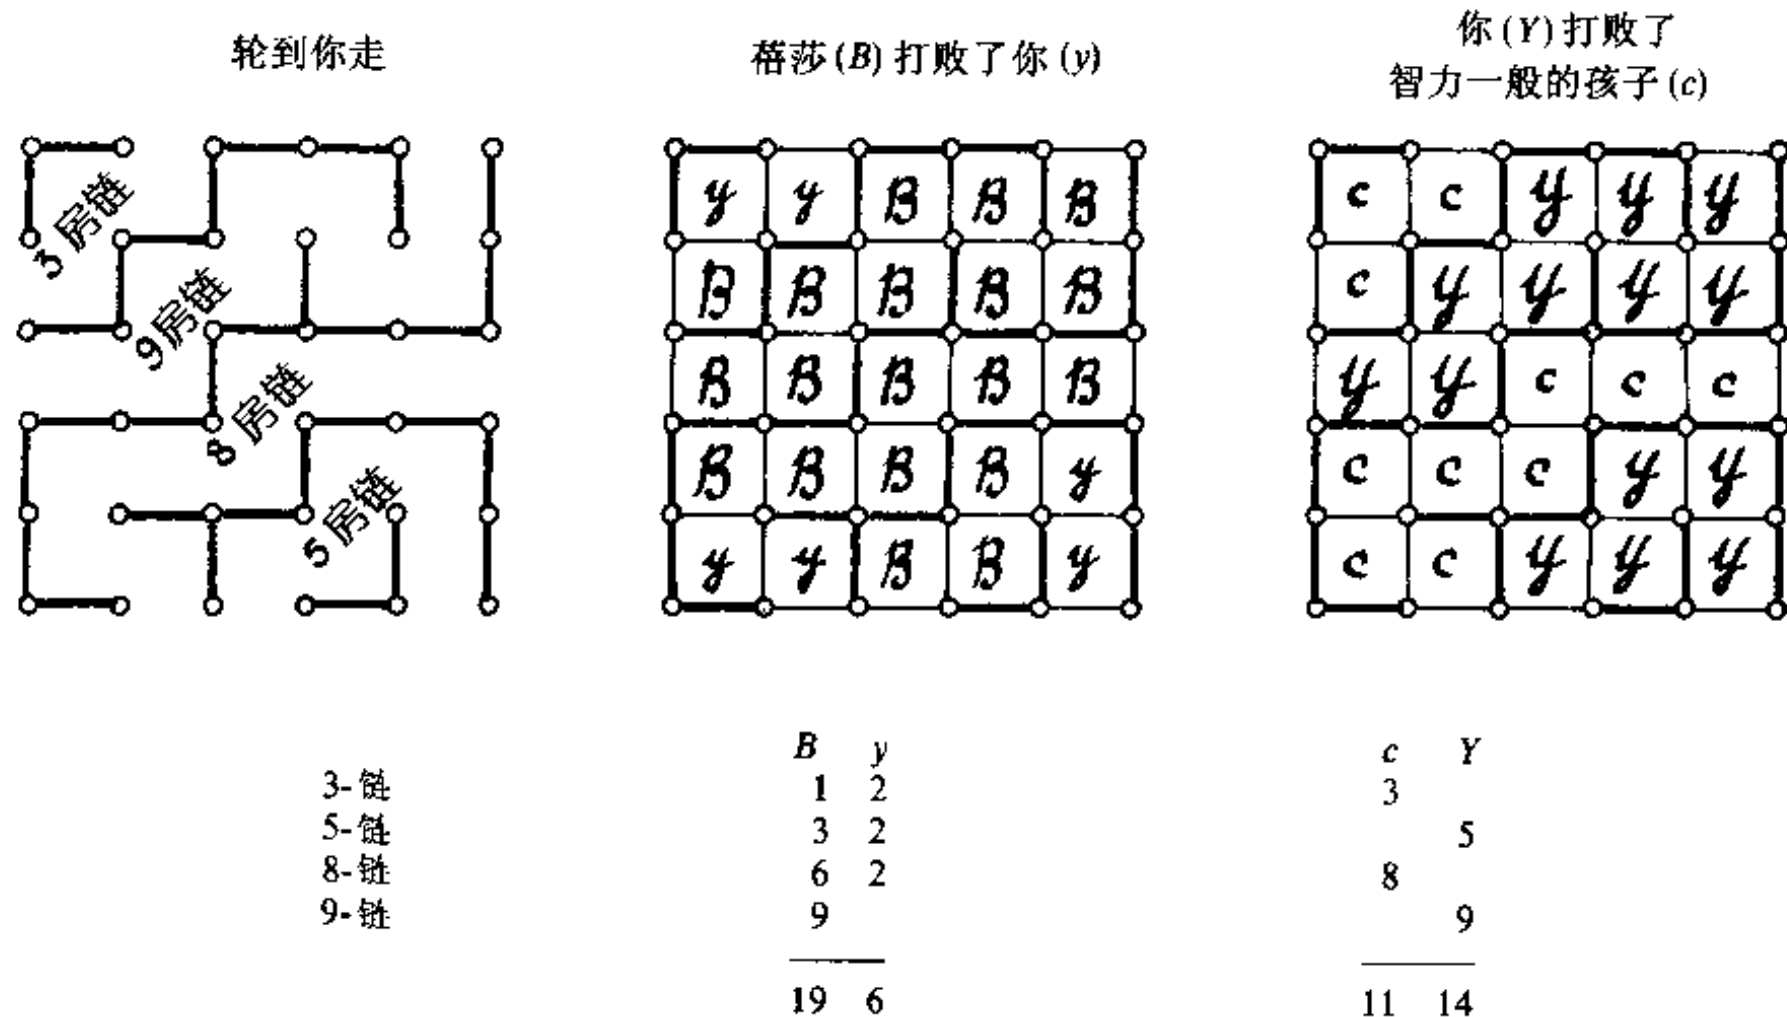 轮到你走
蓓莎(B)打败了你(y)
你(Y)打败了
智力一般的孩子(c)
3房链
9房链
8房链
5房链
y y B B B
B B B B B
B B B B B
B B B B y
y y B B y
c c y y y
c y y y y
y y c c c
c c c y y
c c y y y
3-链
5-链
8-链
9-链
B y
1 2
3 2
6 2
9
19 6
c Y
3
5
8
9
11 14